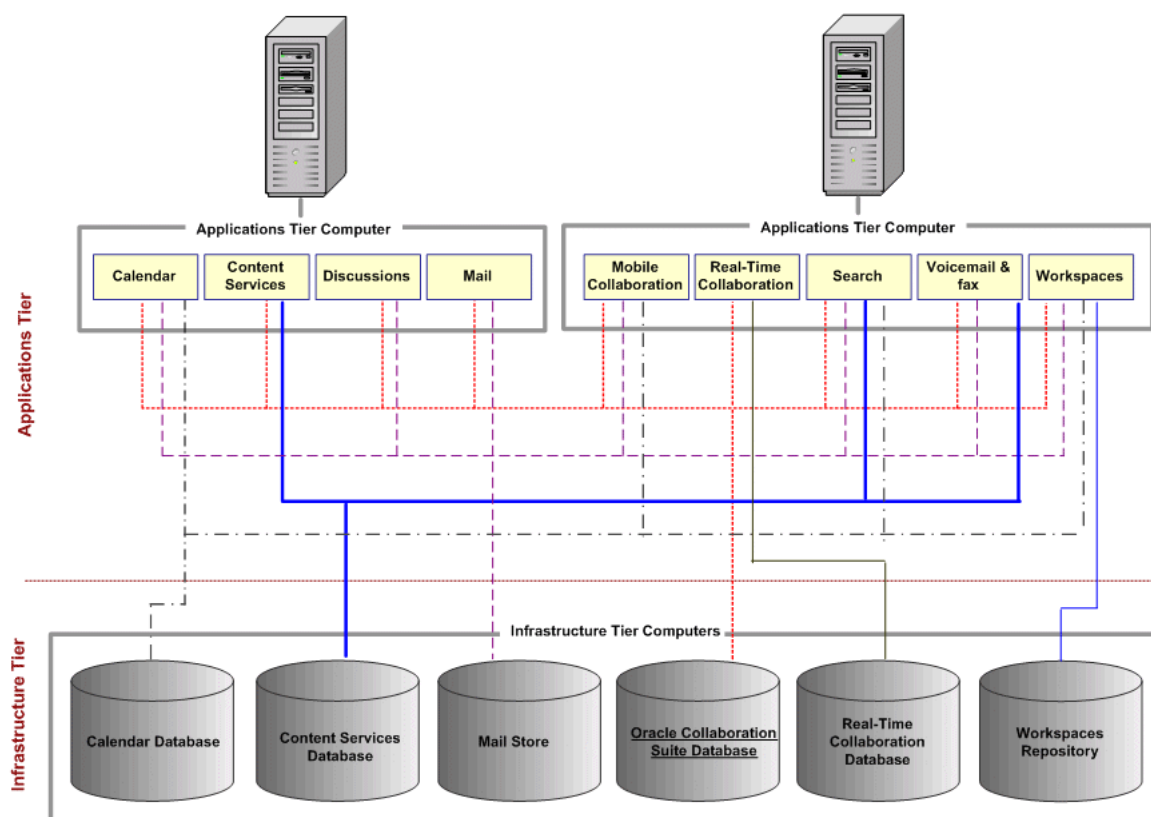 Applications Tier Computer
Applications Tier Computer
Calendar
Content
Services
Discussions
Mail
Mobile
Collaboration
Real-Time
Collaboration
Search
Voicemail &
fax
Workspaces
Applications Tier
Infrastructure Tier
Infrastructure Tier Computers
Calendar Database
Content Services
Database
Mail Store
Oracle Collaboration
Suite Database
Real-Time
Collaboration
Database
Workspaces
Repository